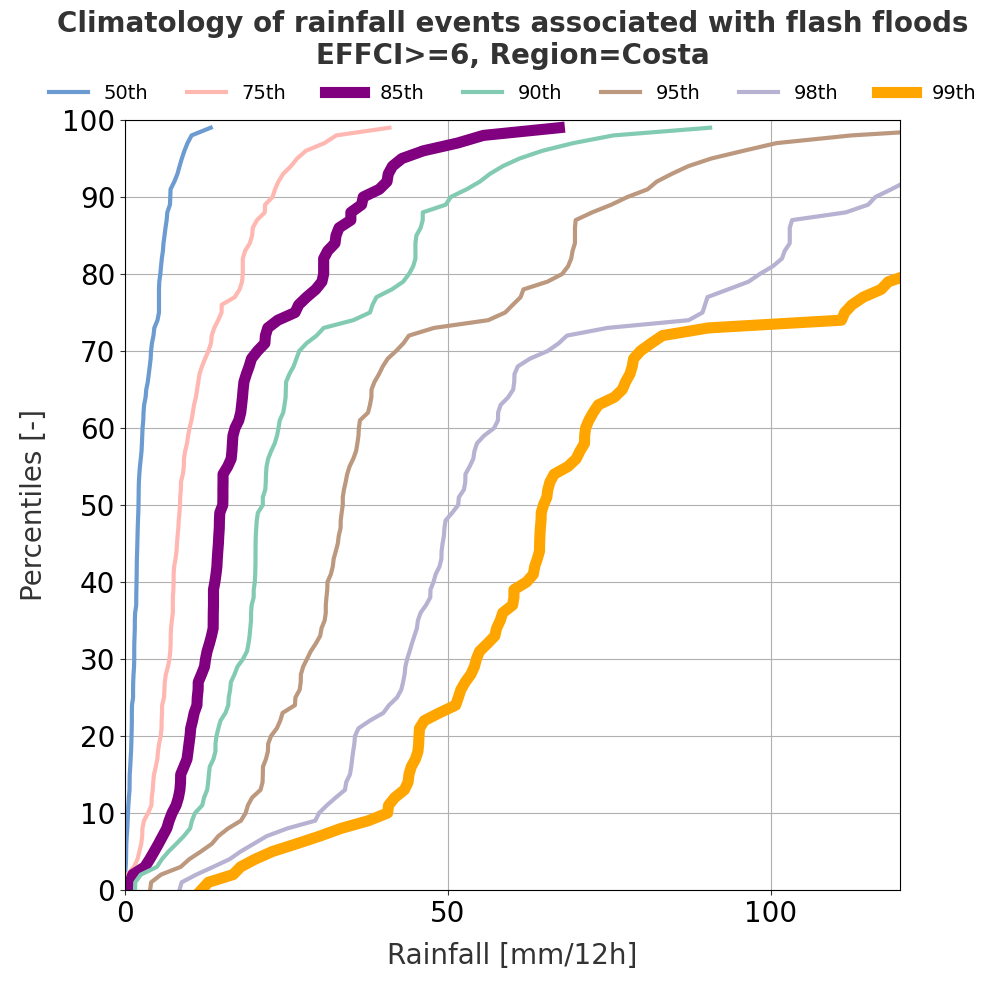 Climatology of rainfall events associated with flash floods
EFFCI>=6, Region=Costa
50th 75th 85th 90th 95th 98th 99th
100
90
80
70
60
50
40
30
20
10
0
Percentiles [-]
0 50 100
Rainfall [mm/12h]